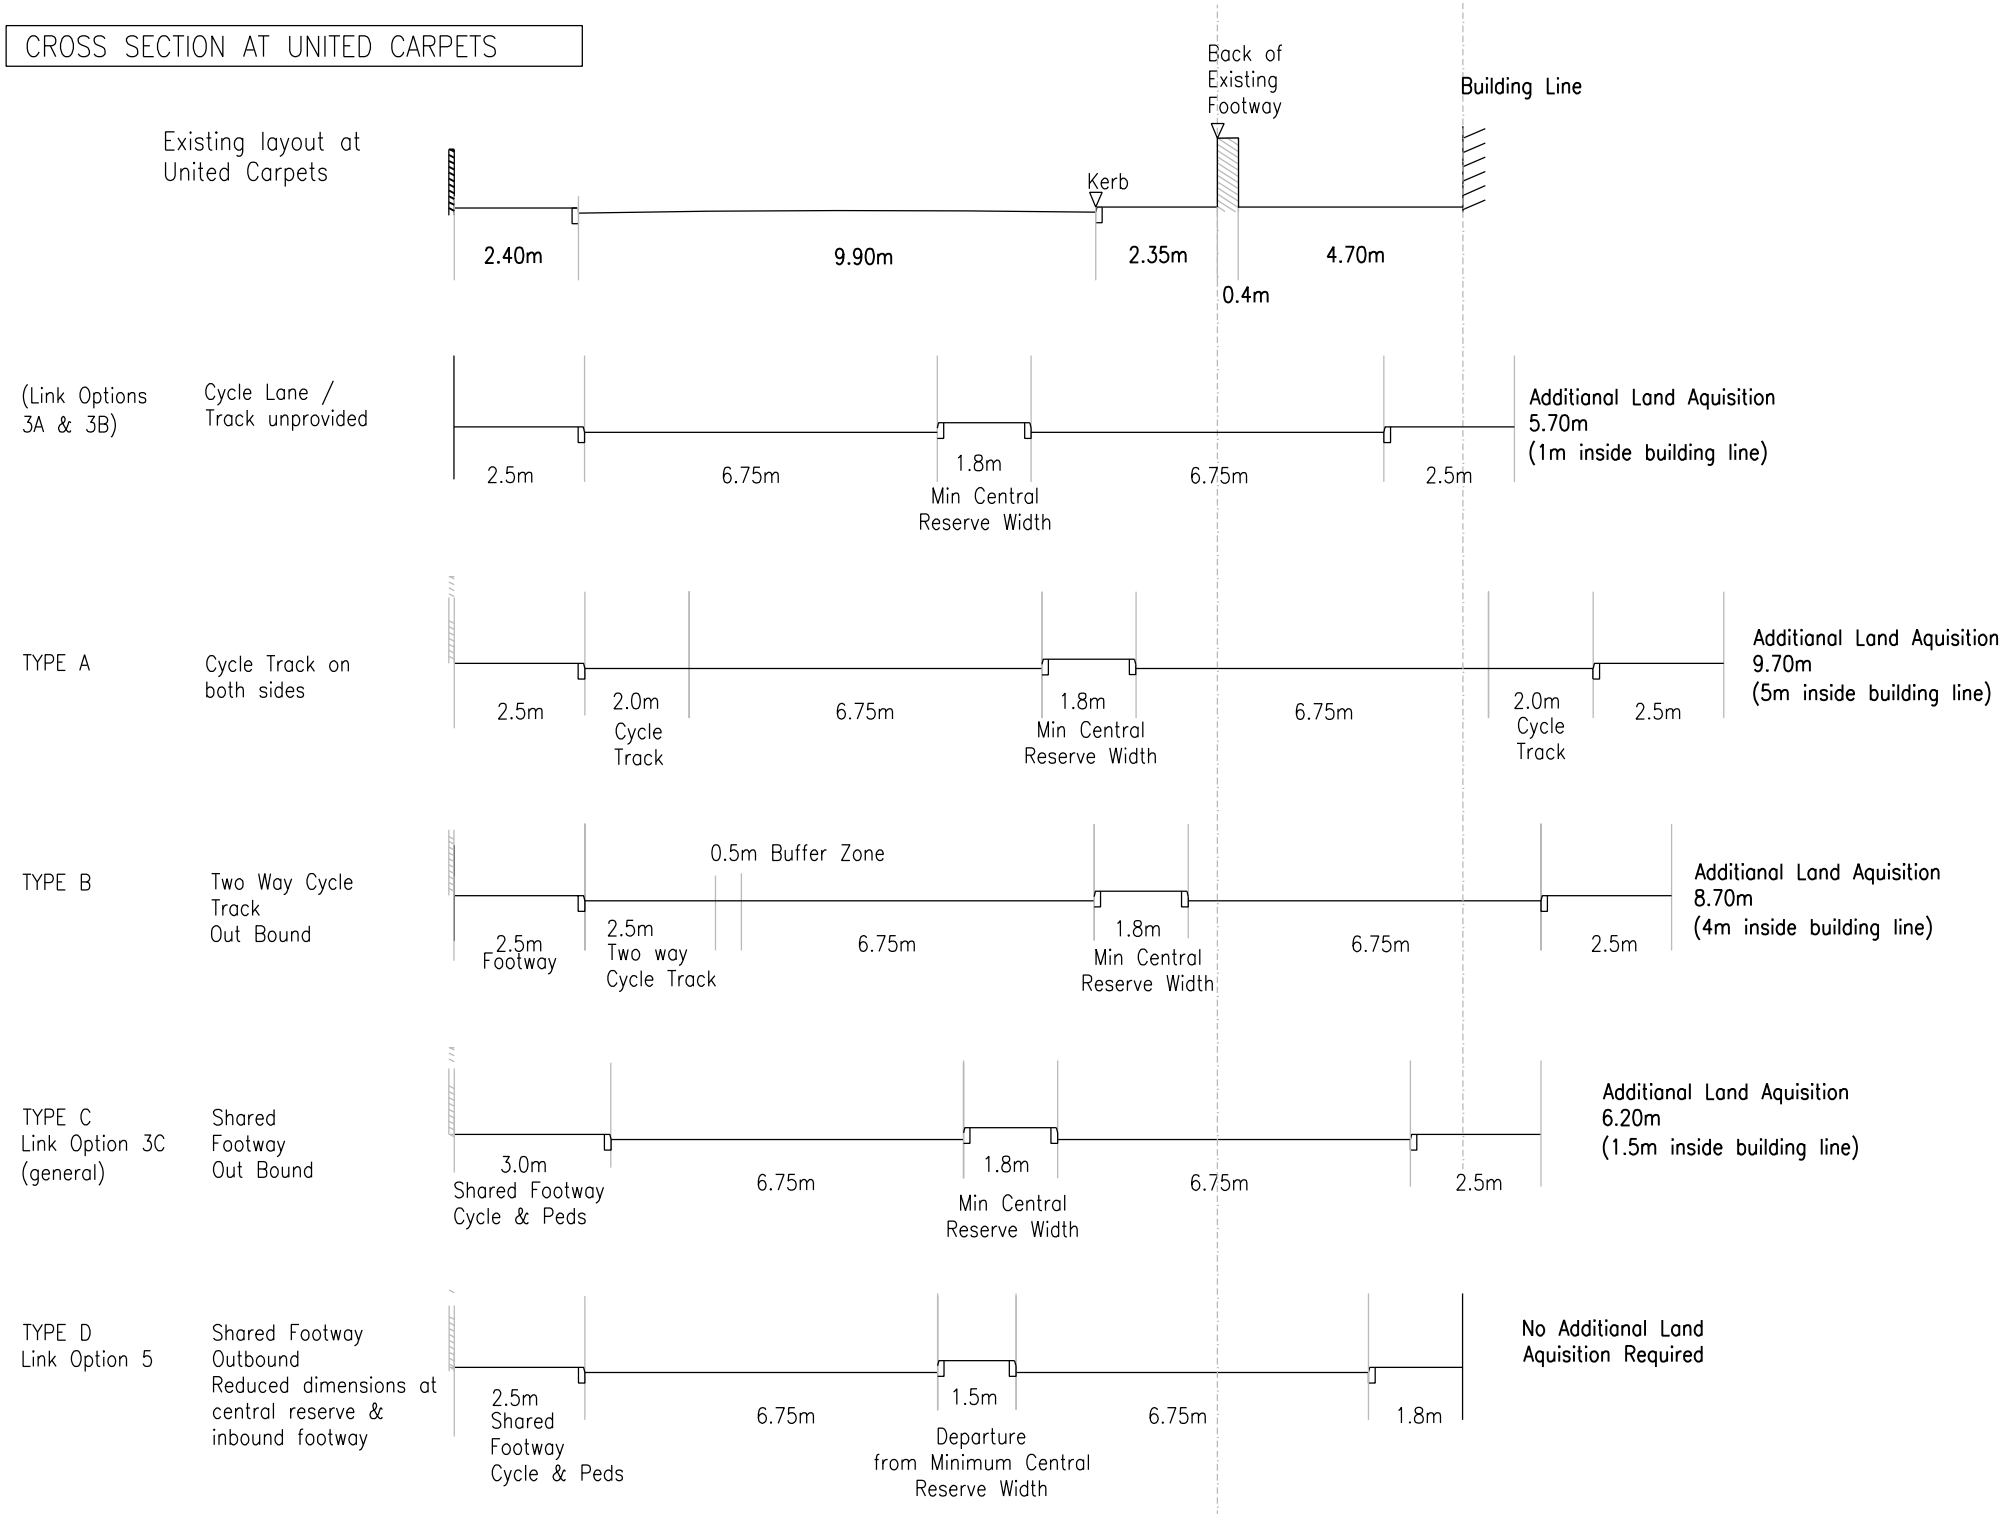 CROSS SECTION AT UNITED CARPETS
Back of
Existing
Footway
Building Line
Existing layout at
United Carpets
Kerb
2.40m
9.90m
2.35m
4.70m
0.4m
(Link Options
3A & 3B)
Cycle Lane /
Track unprovided
2.5m
6.75m
1.8m
Min Central
Reserve Width
6.75m
2.5m
Additional Land Aquisition
5.70m
(1m inside building line)
TYPE A
Cycle Track on
both sides
2.5m
2.0m
Cycle
Track
6.75m
1.8m
Min Central
Reserve Width
6.75m
2.0m
Cycle
Track
2.5m
Additional Land Aquisition
9.70m
(5m inside building line)
TYPE B
Two Way Cycle
Track
Out Bound
2.5m
Footway
2.5m
Two way
Cycle Track
0.5m Buffer Zone
6.75m
1.8m
Min Central
Reserve Width
6.75m
2.5m
Additional Land Aquisition
8.70m
(4m inside building line)
TYPE C
Link Option 3C
(general)
Shared
Footway
Out Bound
3.0m
Shared Footway
Cycle & Peds
6.75m
1.8m
Min Central
Reserve Width
6.75m
2.5m
Additional Land Aquisition
6.20m
(1.5m inside building line)
TYPE D
Link Option 5
Shared Footway
Outbound
Reduced dimensions at
central reserve &
inbound footway
2.5m
Shared
Footway
Cycle & Peds
6.75m
1.5m
Departure
from Minimum Central
Reserve Width
6.75m
1.8m
No Additional Land
Aquisition Required